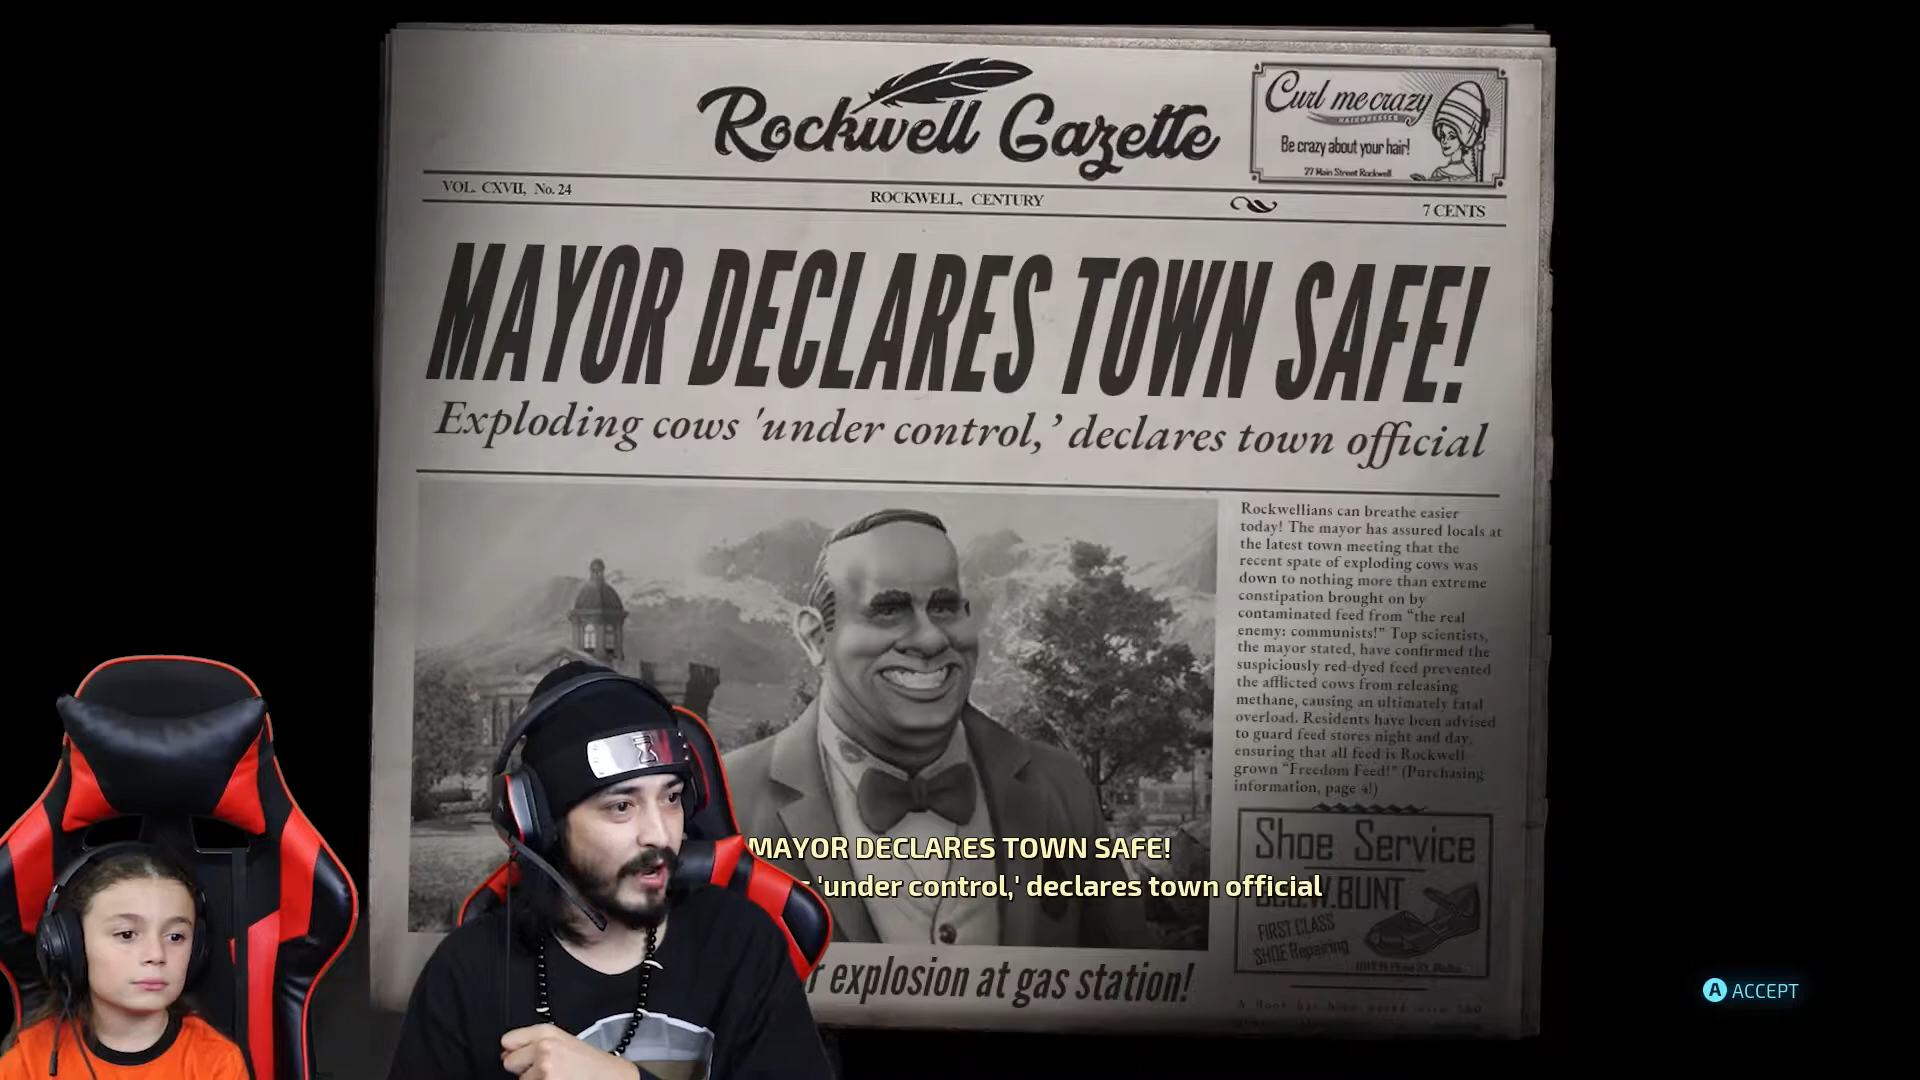 Rockwell Gazette
Curl me crazy
HAIRDRESSER
Be crazy about your hair!
27 Main Street Rockwell
VOL. CXVII, No. 24
ROCKWELL, CENTURY
7 CENTS
MAYOR DECLARES TOWN SAFE!
Exploding cows 'under control,' declares town official
Rockwellians can breathe easier
today! The mayor has assured locals at
the latest town meeting that the
recent spate of exploding cows was
down to nothing more than extreme
constipation brought on by
contaminated feed from “the real
enemy: communists!” Top scientists,
the mayor stated, have confirmed the
suspiciously red-dyed feed prevented
the afflicted cows from releasing
methane, causing an ultimately fatal
overload. Residents have been advised
to guard feed stores night and day,
ensuring that all feed is Rockwell
grown “Freedom Feed!” (Purchasing
information, page 4!)
Shoe Service
W.BUNT
FIRST CLASS
SHOE Repairing
MAYOR DECLARES TOWN SAFE!
'under control,' declares town official
explosion at gas station!
A ACCEPT